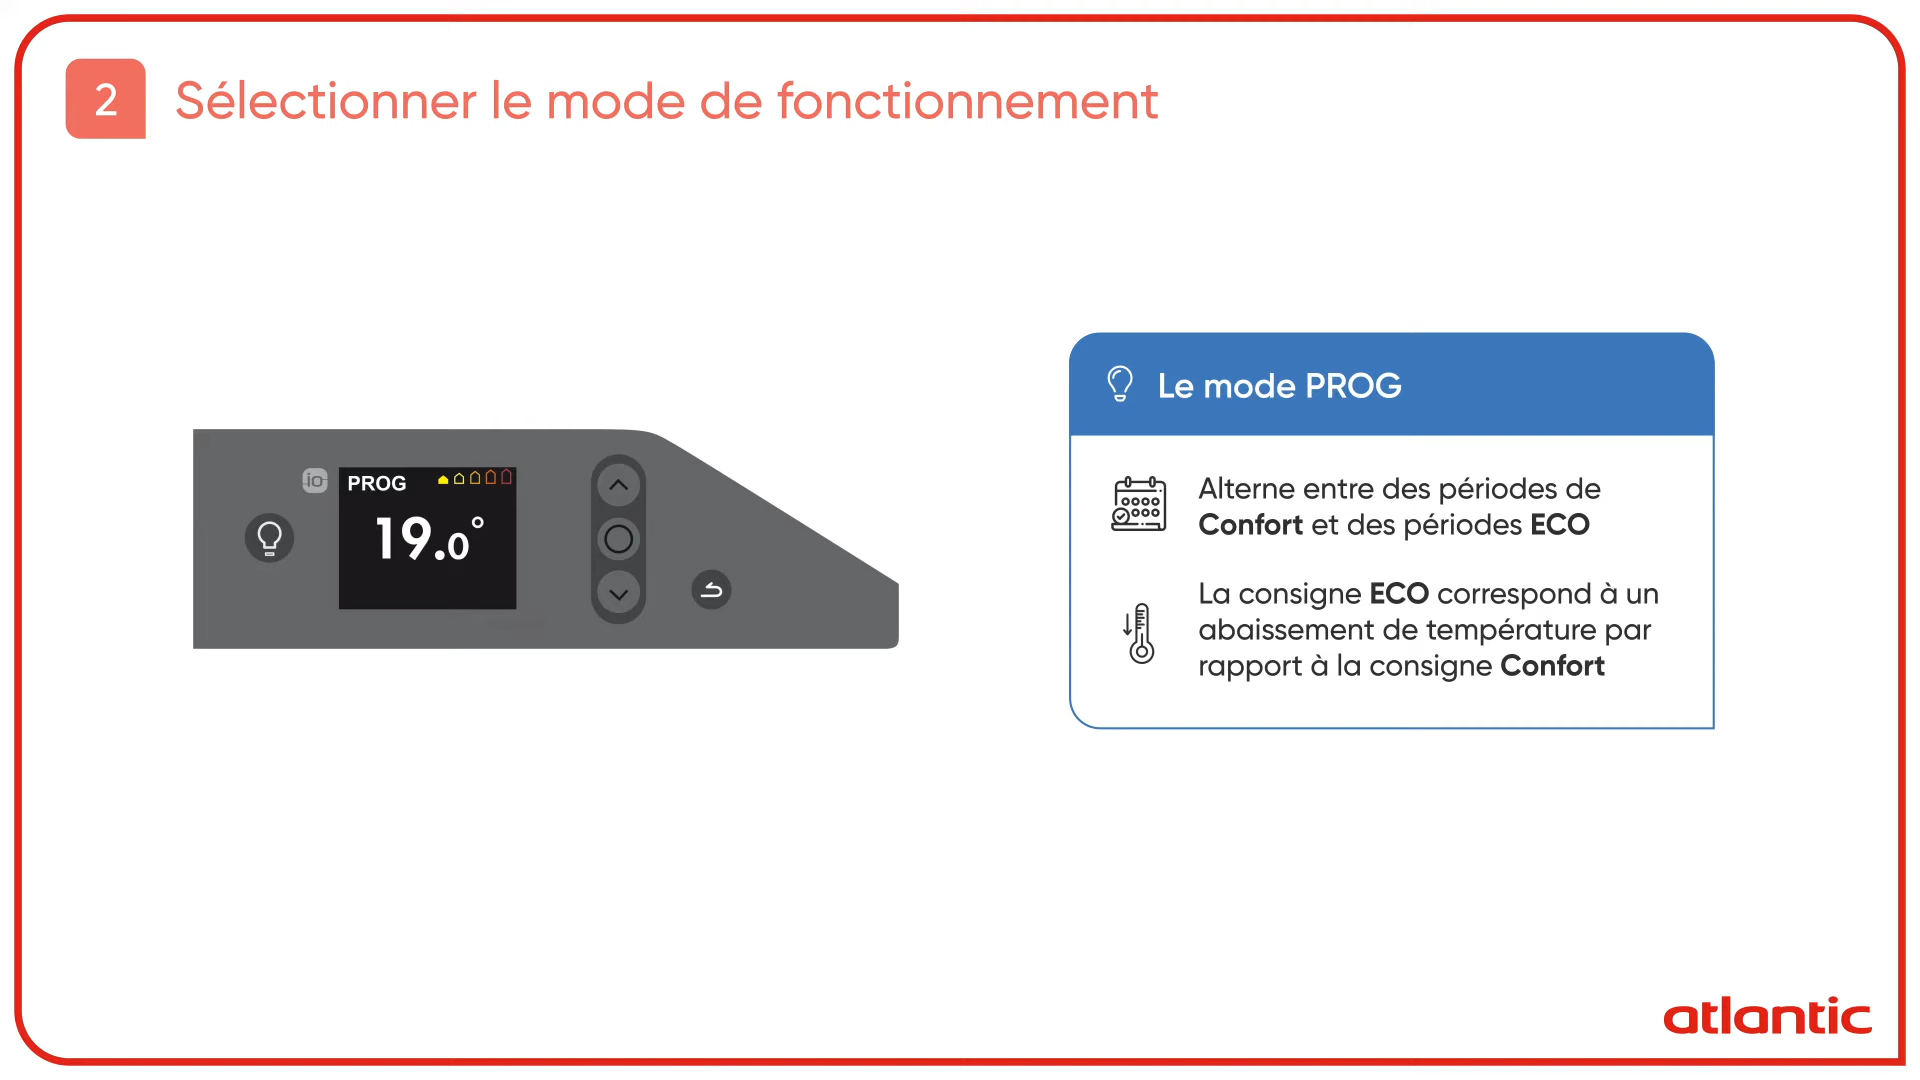 2
Sélectionner le mode de fonctionnement
io
PROG
19.0°
Le mode PROG
Alterne entre des périodes de
Confort et des périodes ECO
La consigne ECO correspond à un
abaissement de température par
rapport à la consigne Confort
atlantic